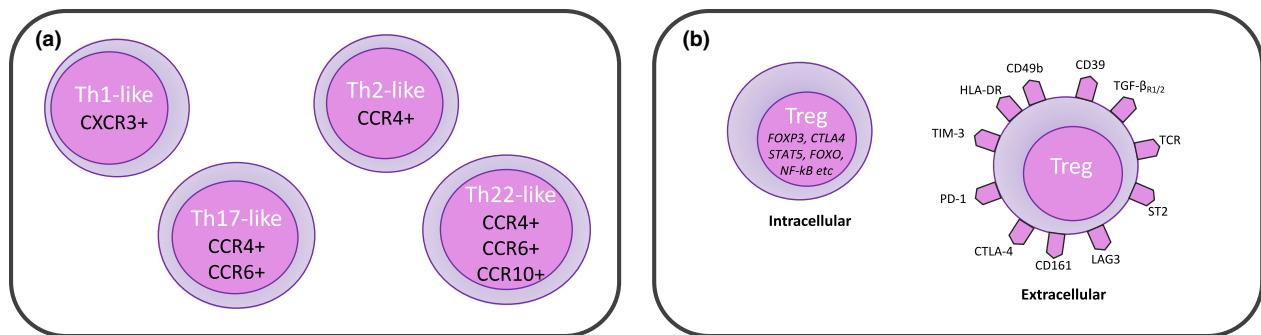 (a)
Th1-like
CXCR3+
Th2-like
CCR4+
Th17-like
CCR4+
CCR6+
Th22-like
CCR4+
CCR6+
CCR10+
(b)
Treg
FOXP3, CTLA4
STAT5, FOXO,
NF-kB etc
Intracellular
CD49b
CD39
HLA-DR
TGF-βR1/2
TIM-3
TCR
Treg
PD-1
ST2
CTLA-4
CD161
LAG3
Extracellular